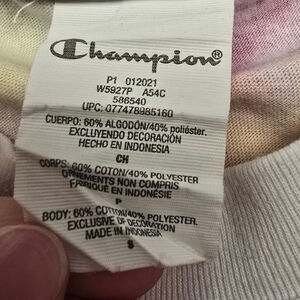 Champion®
P1 012021
W5927P A54C
586540
UPC: 077478985160
CUERPO: 60% ALGODÓN/40% poliéster.
EXCLUYENDO DECORACIÓN
HECHO EN INDONESIA
CH
CORPS: 60% COTON/40% POLYESTER
ORNEMENTS NON COMPRIS
FABRIQUÉ EN INDONÉSIE
P
BODY: 60% COTTON/40% POLYESTER
EXCLUSIVE OF DECORATION
MADE IN INDONESIA
S